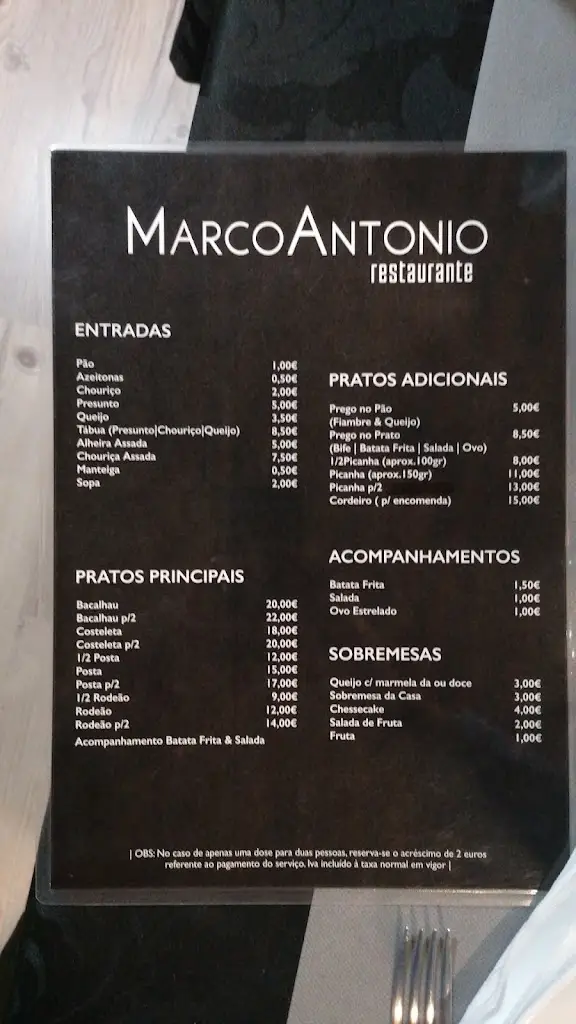 MARCOANTONIO
restaurante
ENTRADAS
Pão 1,00€
Azeitonas 0,50€
Chouriço 2,00€
Presunto 5,00€
Queijo 3,50€
Tábua (Presunto|Chouriço|Queijo) 8,50€
Alheira Assada 5,00€
Chouriça Assada 7,50€
Manteiga 0,50€
Sopa 2,00€
PRATOS PRINCIPAIS
Bacalhau 20,00€
Bacalhau p/2 22,00€
Costeleta 18,00€
Costeleta p/2 20,00€
1/2 Posta 12,00€
Posta 15,00€
Posta p/2 17,00€
1/2 Rodeão 9,00€
Rodeão 12,00€
Rodeão p/2 14,00€
Acompanhamento Batata Frita & Salada
PRATOS ADICIONAIS
Prego no Pão 5,00€
(Fiambre & Queijo)
Prego no Prato 8,50€
(Bife | Batata Frita | Salada | Ovo)
1/2Picanha (aprox.100gr) 8,00€
Picanha (aprox.150gr) 11,00€
Picanha p/2 13,00€
Cordeiro ( p/ encomenda) 15,00€
ACOMPANHAMENTOS
Batata Frita 1,50€
Salada 1,00€
Ovo Estrelado 1,00€
SOBREMESAS
Queijo c/ marmela da ou doce 3,00€
Sobremesa da Casa 3,00€
Chessecake 4,00€
Salada de Fruta 2,00€
Fruta 1,00€
| OBS: No caso de apenas uma dose para duas pessoas, reserva-se o acréscimo de 2 euros
referente ao pagamento do serviço. Iva incluído à taxa normal em vigor |